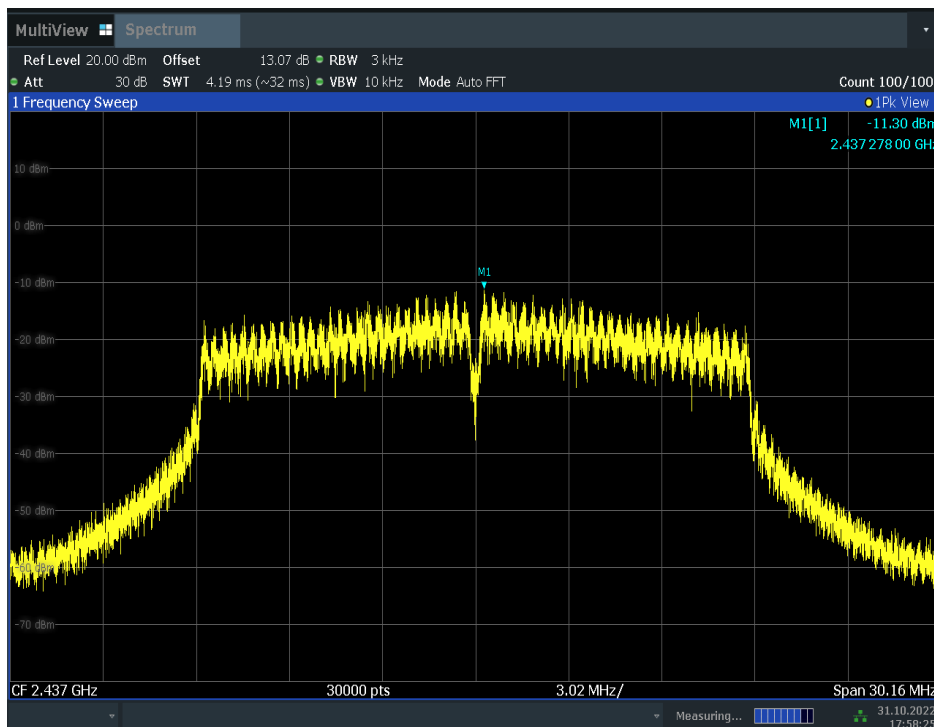 MultiView Spectrum
Ref Level 20.00 dBm Offset 13.07 dB RBW 3 kHz
Att 30 dB SWT 4.19 ms (~32 ms) VBW 10 kHz Mode Auto FFT Count 100/100
1 Frequency Sweep 1Pk View
M1[1] -11.30 dBm
2.437 278 00 GHz
10 dBm
0 dBm
M1
-10 dBm
-20 dBm
-30 dBm
-40 dBm
-50 dBm
-60 dBm
-70 dBm
CF 2.437 GHz 30000 pts 3.02 MHz/ Span 30.16 MHz
Measuring... 31.10.2022
17:58:29